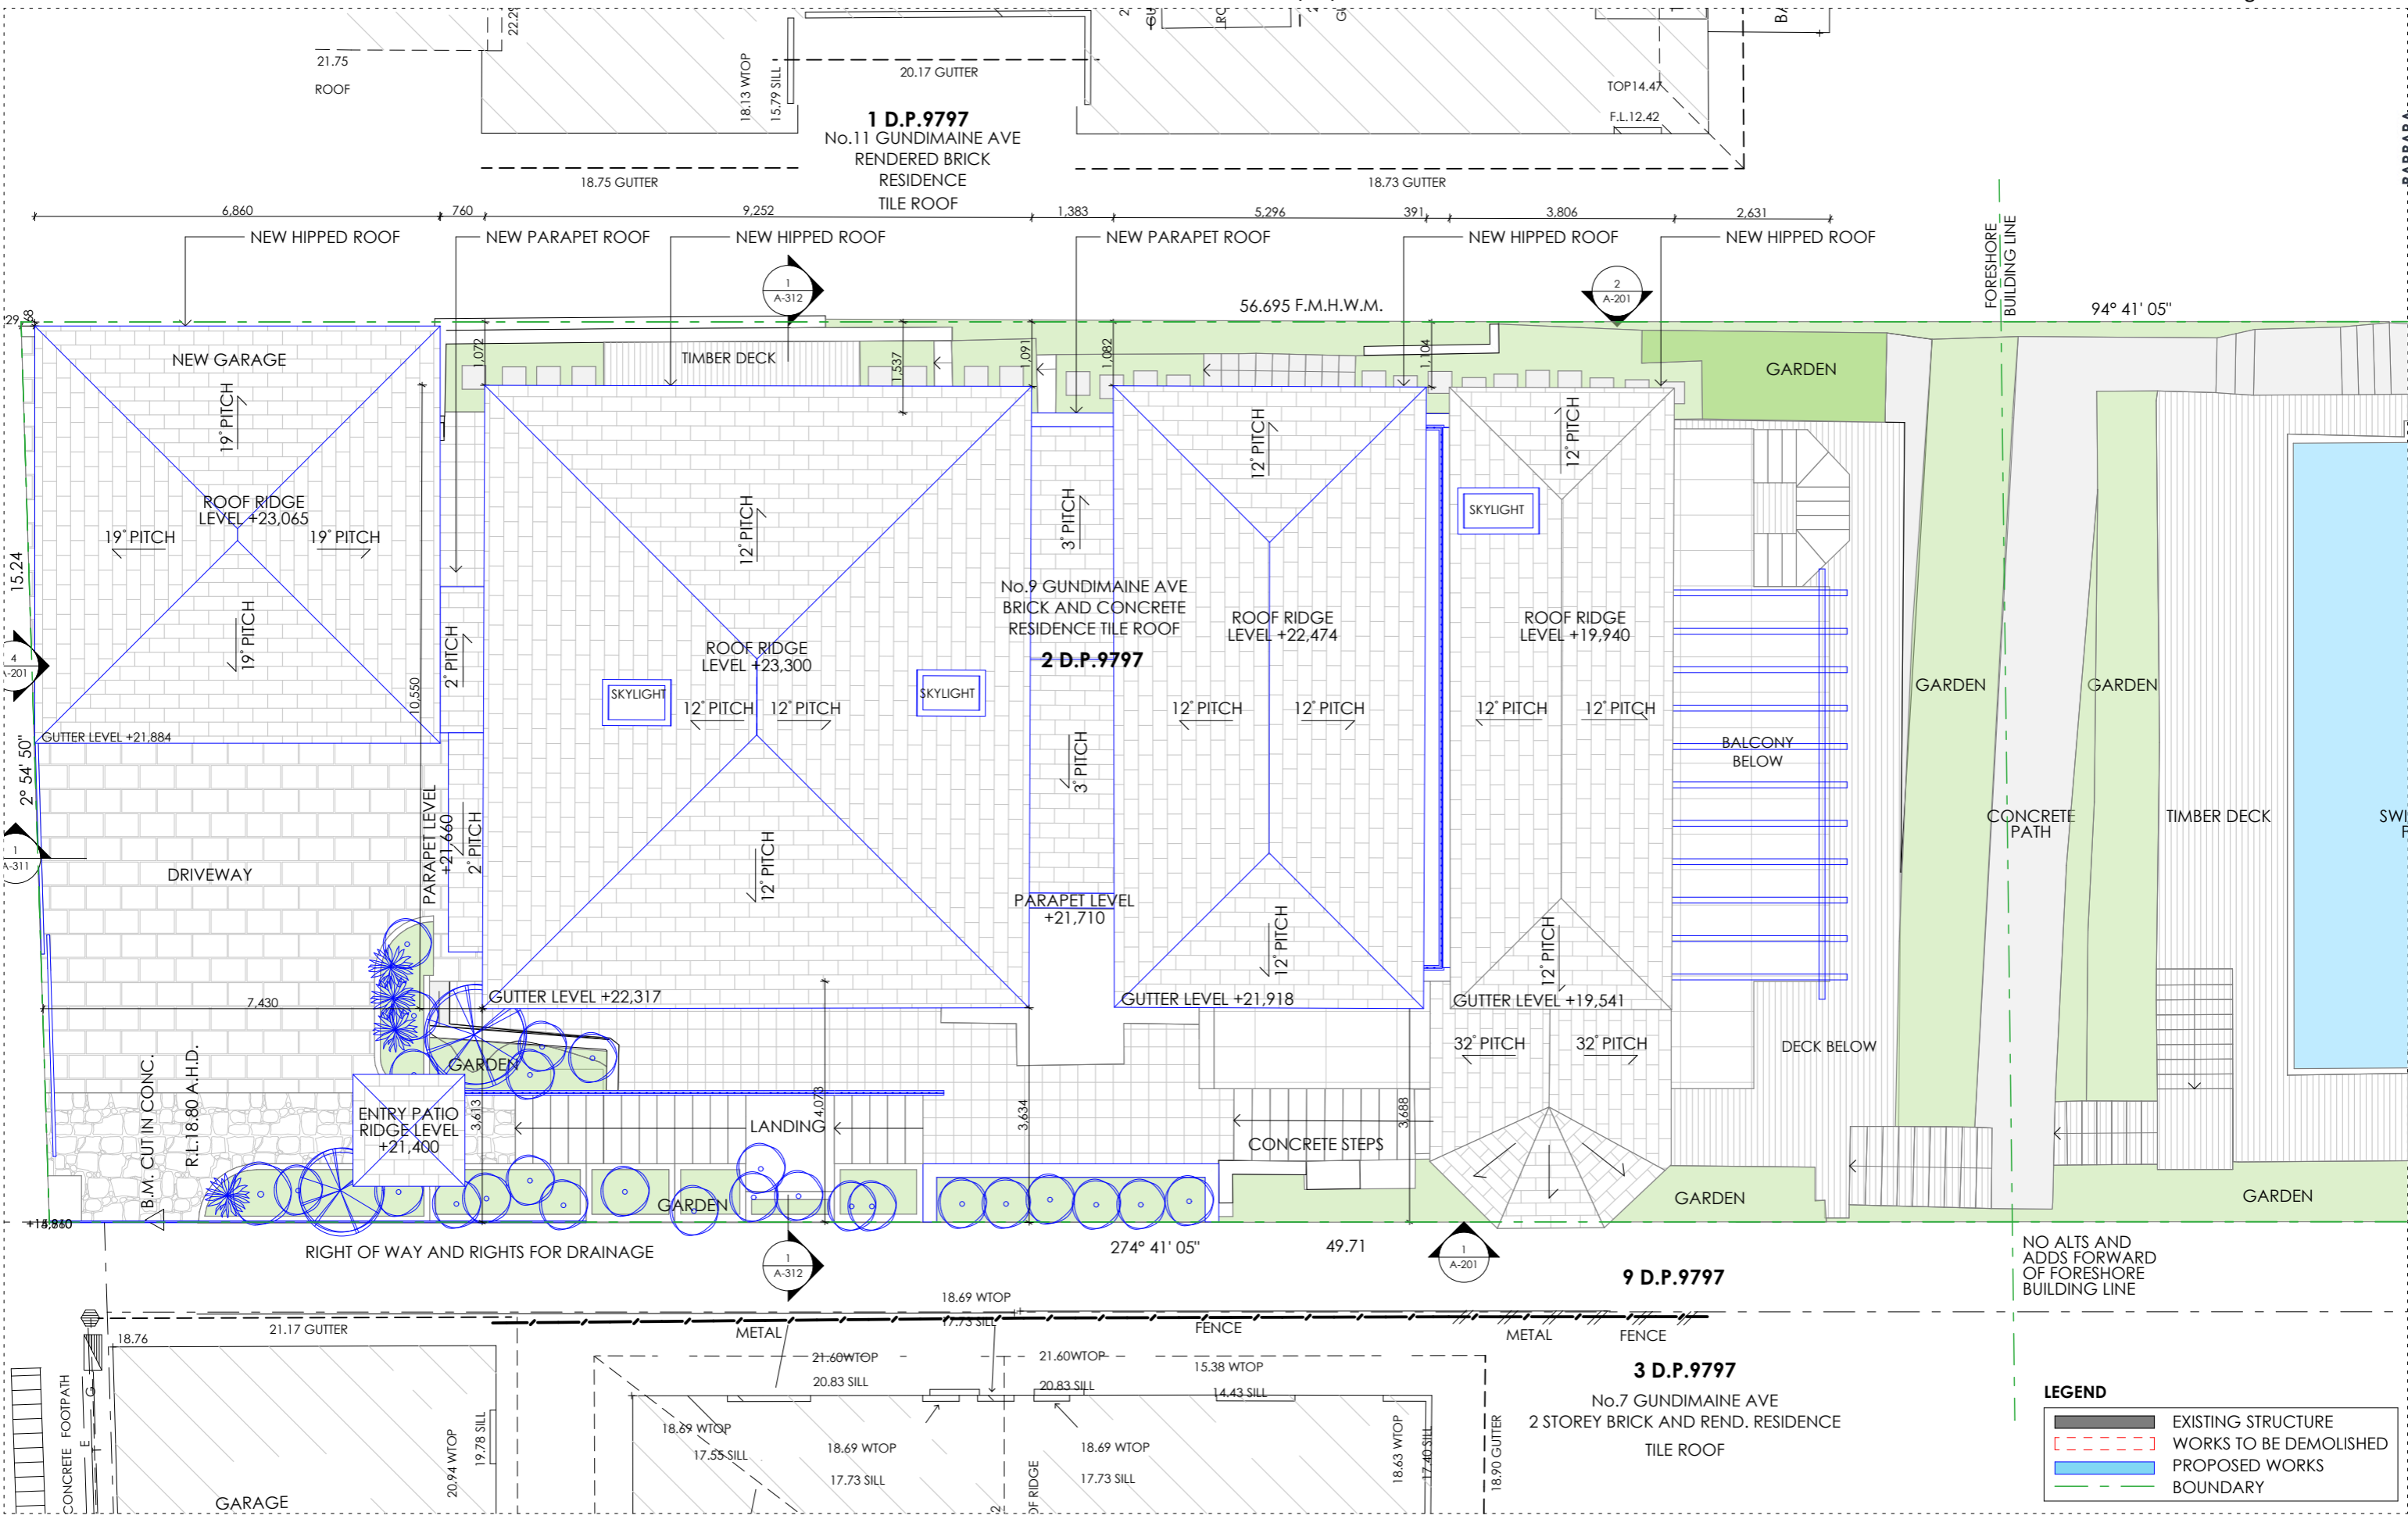 22.29
21.75
ROOF
18.13 WTOP
15.79 SILL
20.17 GUTTER
TOP14.47
F.L.12.42
1 D.P.9797
No.11 GUNDIMAINE AVE
RENDERED BRICK
RESIDENCE
TILE ROOF
18.75 GUTTER
18.73 GUTTER
6,860
760
9,252
1,383
5,296
391
3,806
2,631
NEW HIPPED ROOF
NEW PARAPET ROOF
NEW HIPPED ROOF
NEW PARAPET ROOF
NEW HIPPED ROOF
NEW HIPPED ROOF
FORESHORE
BUILDING LINE
1
A-312
2
A-201
56.695 F.M.H.W.M.
94° 41' 05"
NEW GARAGE
TIMBER DECK
1,072
1,537
1,091
1,082
1,104
GARDEN
19° PITCH
12° PITCH
12° PITCH
12° PITCH
3° PITCH
SKYLIGHT
ROOF RIDGE
LEVEL +23,065
19° PITCH
19° PITCH
15.24
19° PITCH
No.9 GUNDIMAINE AVE
BRICK AND CONCRETE
RESIDENCE TILE ROOF
2 D.P.9797
ROOF RIDGE
LEVEL +23,300
ROOF RIDGE
LEVEL +22,474
ROOF RIDGE
LEVEL +19,940
4
A-201
2° PITCH
10,550
SKYLIGHT
SKYLIGHT
12° PITCH
12° PITCH
12° PITCH
12° PITCH
12° PITCH
12° PITCH
GARDEN
GARDEN
GUTTER LEVEL +21,884
2° 54' 50"
3° PITCH
BALCONY
BELOW
PARAPET LEVEL
+21,660
2° PITCH
1
A-311
DRIVEWAY
12° PITCH
CONCRETE
PATH
TIMBER DECK
PARAPET LEVEL
+21,710
12° PITCH
12° PITCH
7,430
GUTTER LEVEL +22,317
GUTTER LEVEL +21,918
GUTTER LEVEL +19,541
32° PITCH
32° PITCH
DECK BELOW
B.M. CUT IN CONC.
R.L.18.80 A.H.D.
GARDEN
ENTRY PATIO
RIDGE LEVEL
+21,400
3,613
4,073
LANDING
3,634
3,688
CONCRETE STEPS
GARDEN
GARDEN
GARDEN
RIGHT OF WAY AND RIGHTS FOR DRAINAGE
1
A-312
274° 41' 05"
49.71
1
A-201
9 D.P.9797
NO ALTS AND
ADDS FORWARD
OF FORESHORE
BUILDING LINE
18.69 WTOP
17.73 SILL
21.17 GUTTER
18.76
METAL
FENCE
METAL
FENCE
21.60WTOP
20.83 SILL
21.60WTOP
20.83 SILL
15.38 WTOP
14.43 SILL
3 D.P.9797
No.7 GUNDIMAINE AVE
2 STOREY BRICK AND REND. RESIDENCE
TILE ROOF
CONCRETE FOOTPATH
E
G
T
20.94 WTOP
19.78 SILL
18.69 WTOP
17.55 SILL
18.69 WTOP
17.73 SILL
18.69 WTOP
17.73 SILL
18.63 WTOP
17.40 SILL
18.90 GUTTER
OF RIDGE
GARAGE
LEGEND
EXISTING STRUCTURE
WORKS TO BE DEMOLISHED
PROPOSED WORKS
BOUNDARY